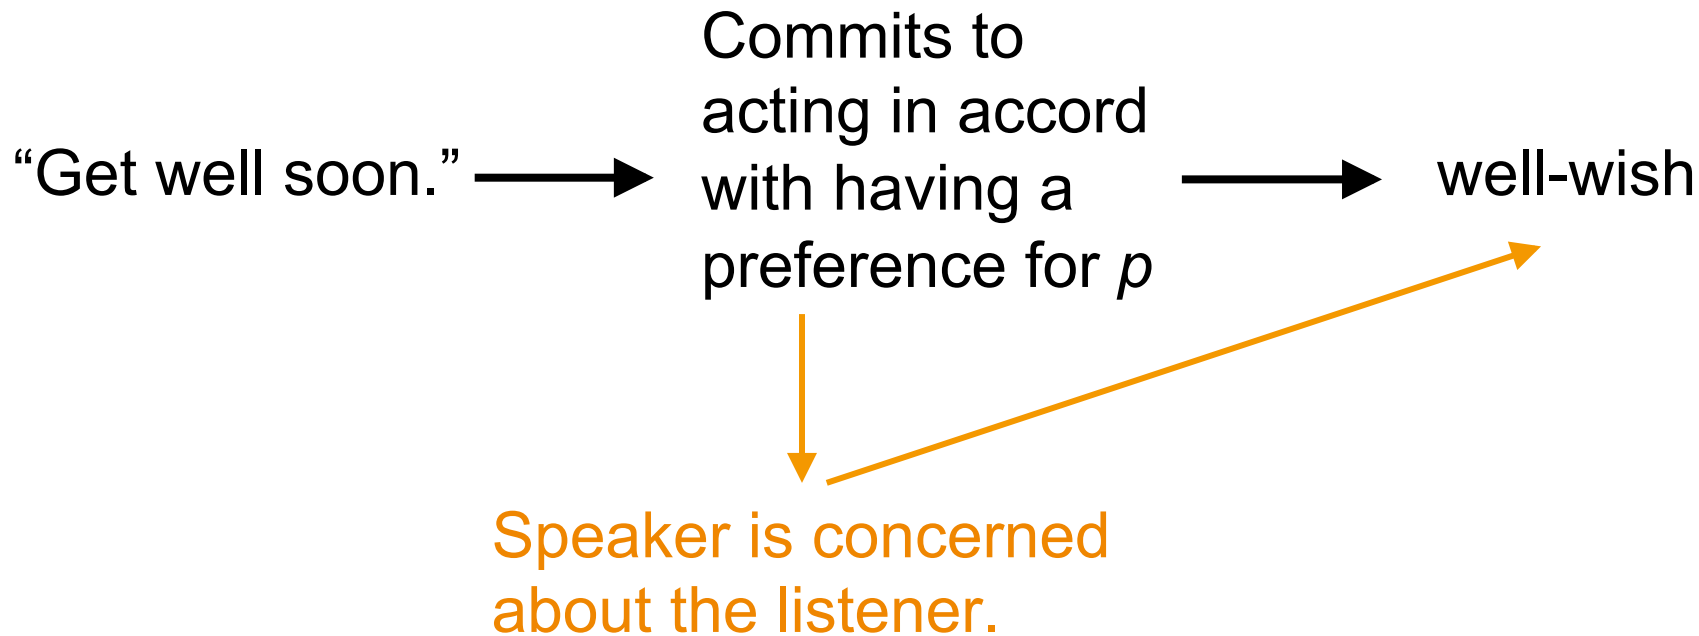 “Get well soon.”
Commits to
acting in accord
with having a
preference for p
well-wish
Speaker is concerned
about the listener.